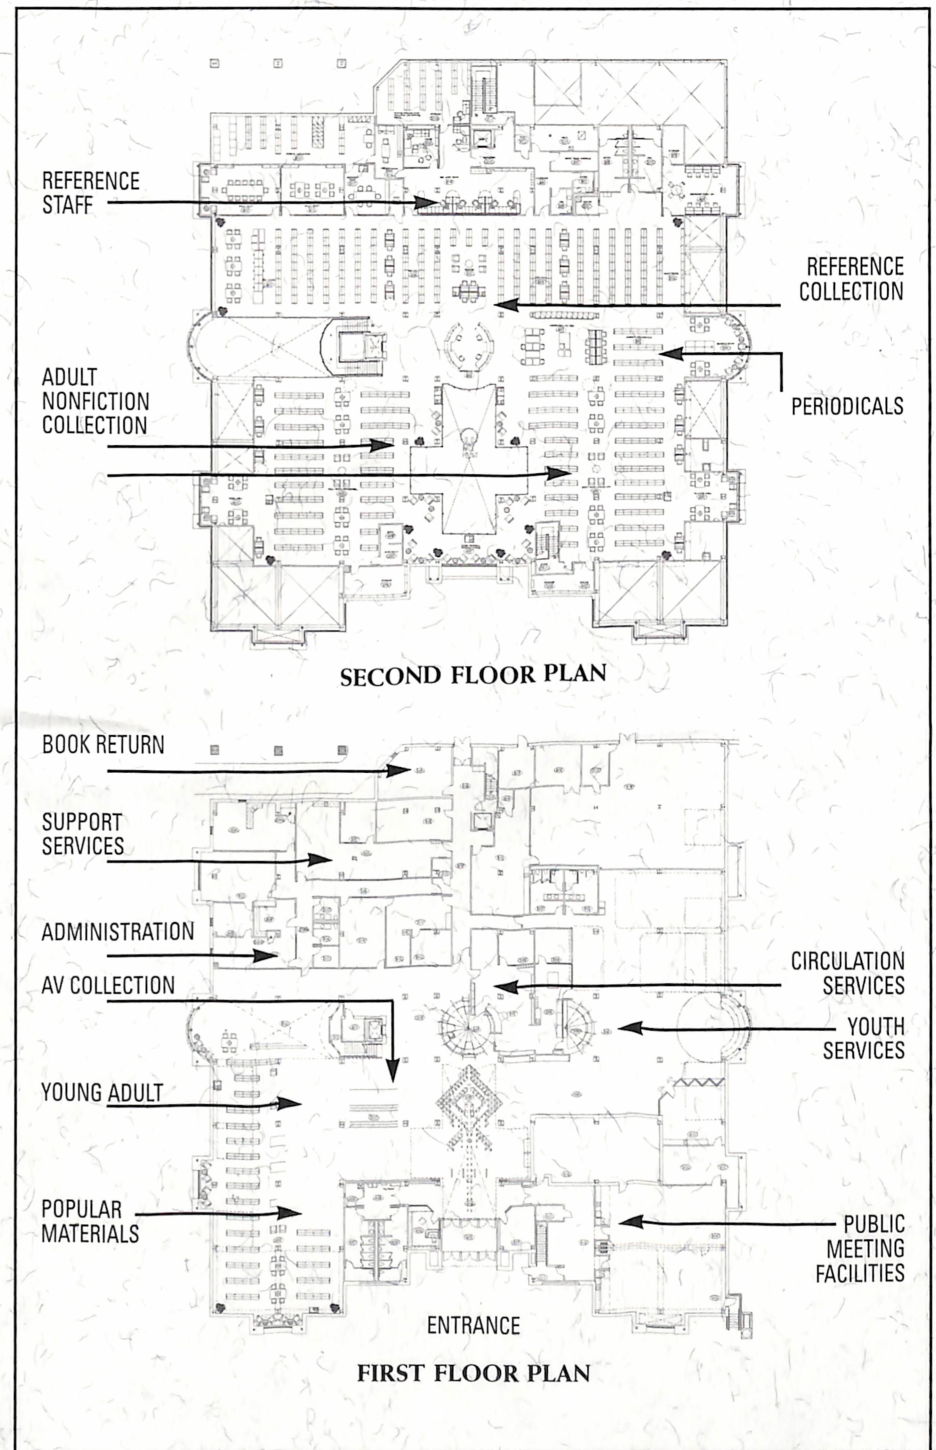 REFERENCE
STAFF
REFERENCE
COLLECTION
ADULT
NONFICTION
COLLECTION
PERIODICALS
SECOND FLOOR PLAN
BOOK RETURN
SUPPORT
SERVICES
ADMINISTRATION
AV COLLECTION
CIRCULATION
SERVICES
YOUTH
SERVICES
YOUNG ADULT
POPULAR
MATERIALS
PUBLIC
MEETING
FACILITIES
ENTRANCE
FIRST FLOOR PLAN